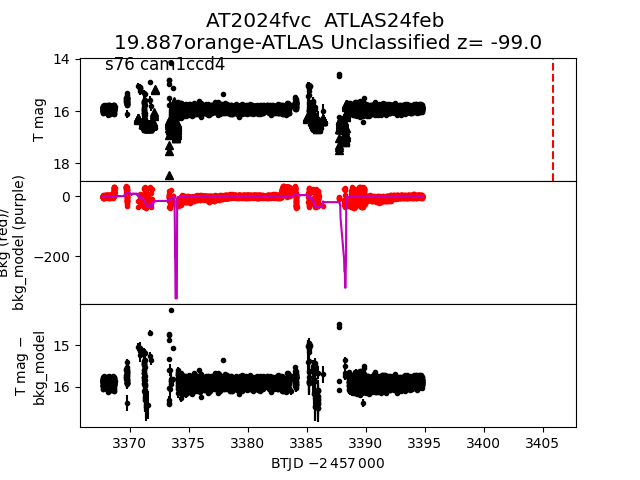 AT2024fvc  ATLAS24feb
19.887orange-ATLAS Unclassified z= -99.0
s76 cam1ccd4
14
16
18
T mag
0
−200
Bkg (red)/
bkg_model (purple)
15
16
T mag −
bkg_model
3370 3375 3380 3385 3390 3395 3400 3405
BTJD −2 457 000